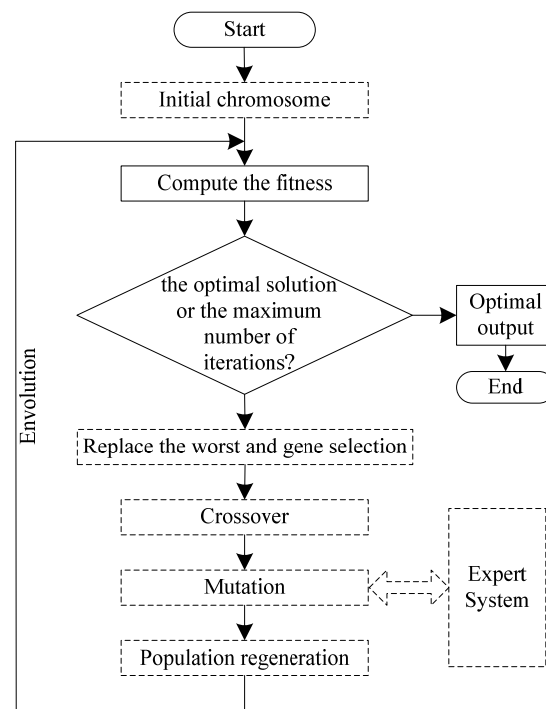 Start
Initial chromosome
Compute the fitness
the optimal solution
or the maximum
number of
iterations?
Optimal
output
End
Envolution
Replace the worst and gene selection
Crossover
Mutation
Expert
System
Population regeneration